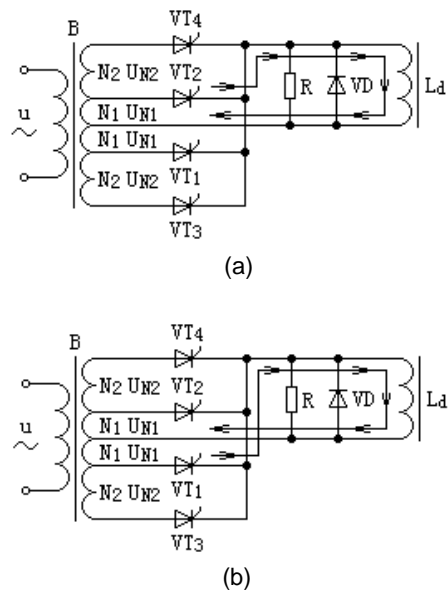 VT4
B
N2 UN2 VT2
u N1 UN1 R VD Ld
N1 UN1
VT1
N2 UN2
VT3
(a)
VT4
B
N2 UN2 VT2
u N1 UN1 R VD Ld
N1 UN1
VT1
N2 UN2
VT3
(b)